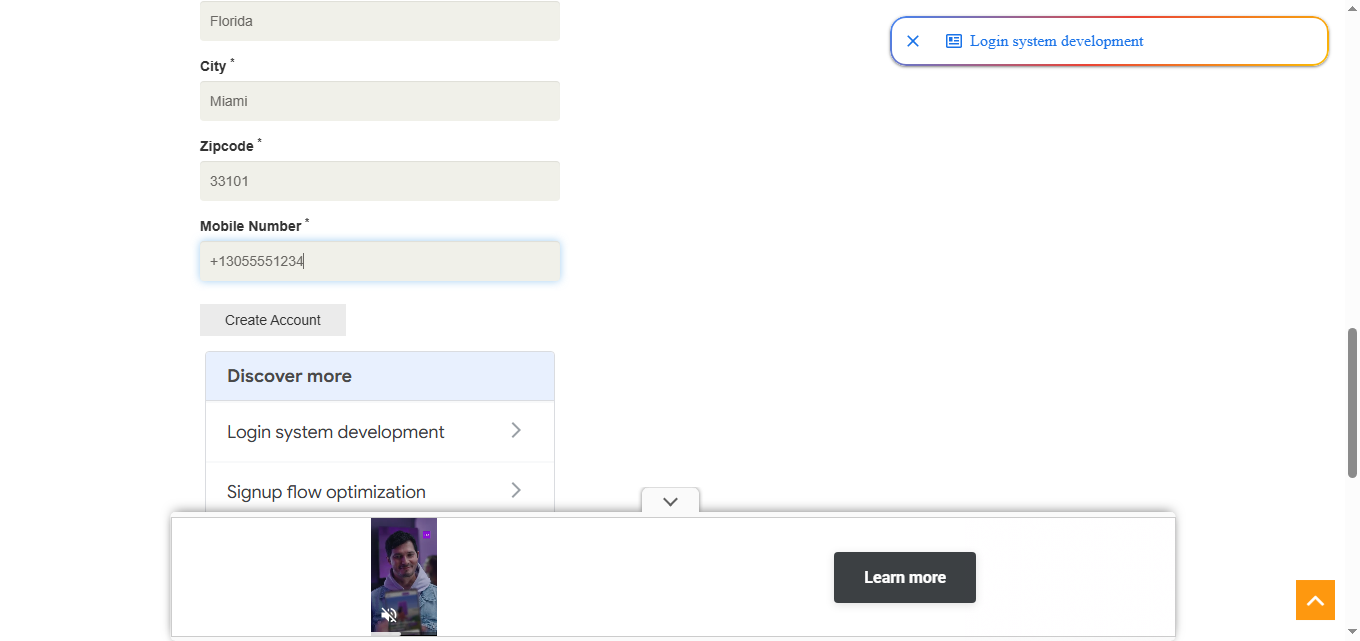 Florida
Login system development
City *
Miami
Zipcode *
33101
Mobile Number *
+13055551234
Create Account
Discover more
Login system development
Signup flow optimization
Learn more